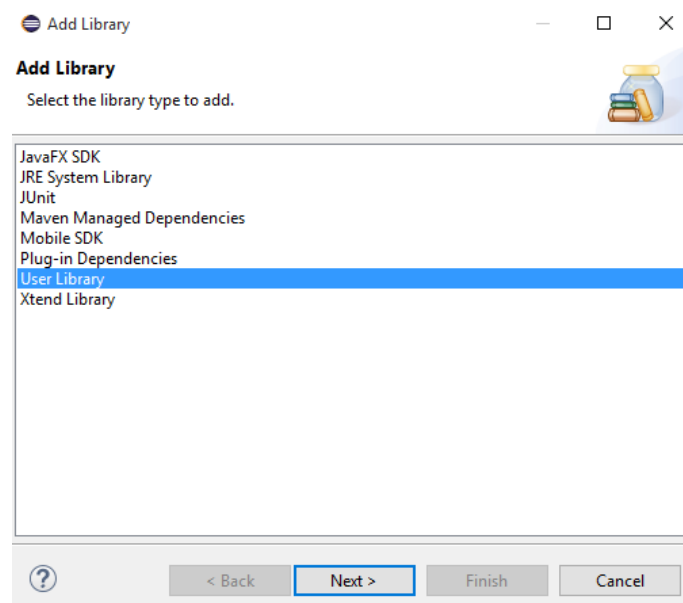 Add Library
Add Library
Select the library type to add.
JavaFX SDK
JRE System Library
JUnit
Maven Managed Dependencies
Mobile SDK
Plug-in Dependencies
User Library
Xtend Library
?
< Back Next > Finish Cancel